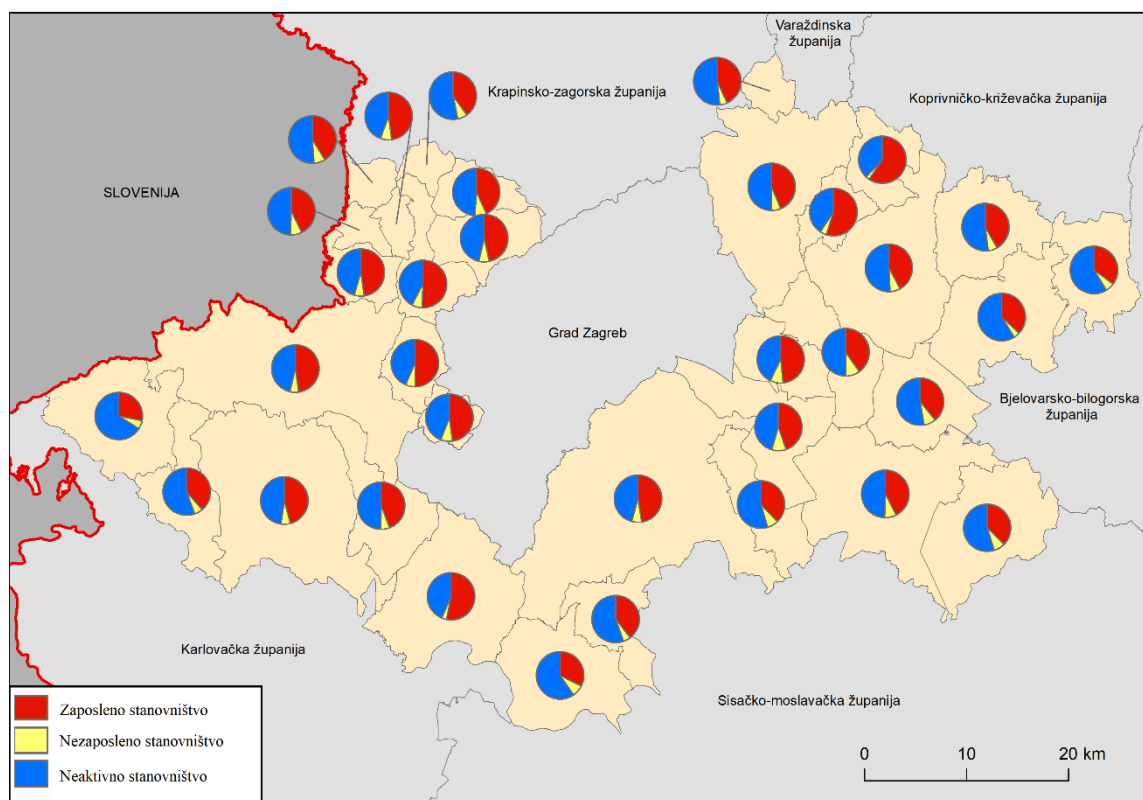 Varaždinska
županija
Krapinsko-zagorska županija
Koprivničko-križevačka županija
SLOVENIJA
Grad Zagreb
Bjelovarsko-bilogorska
županija
Karlovačka županija
Sisačko-moslavačka županija
Zaposleno stanovništvo
Nezaposleno stanovništvo
Neaktivno stanovništvo
0 10 20 km